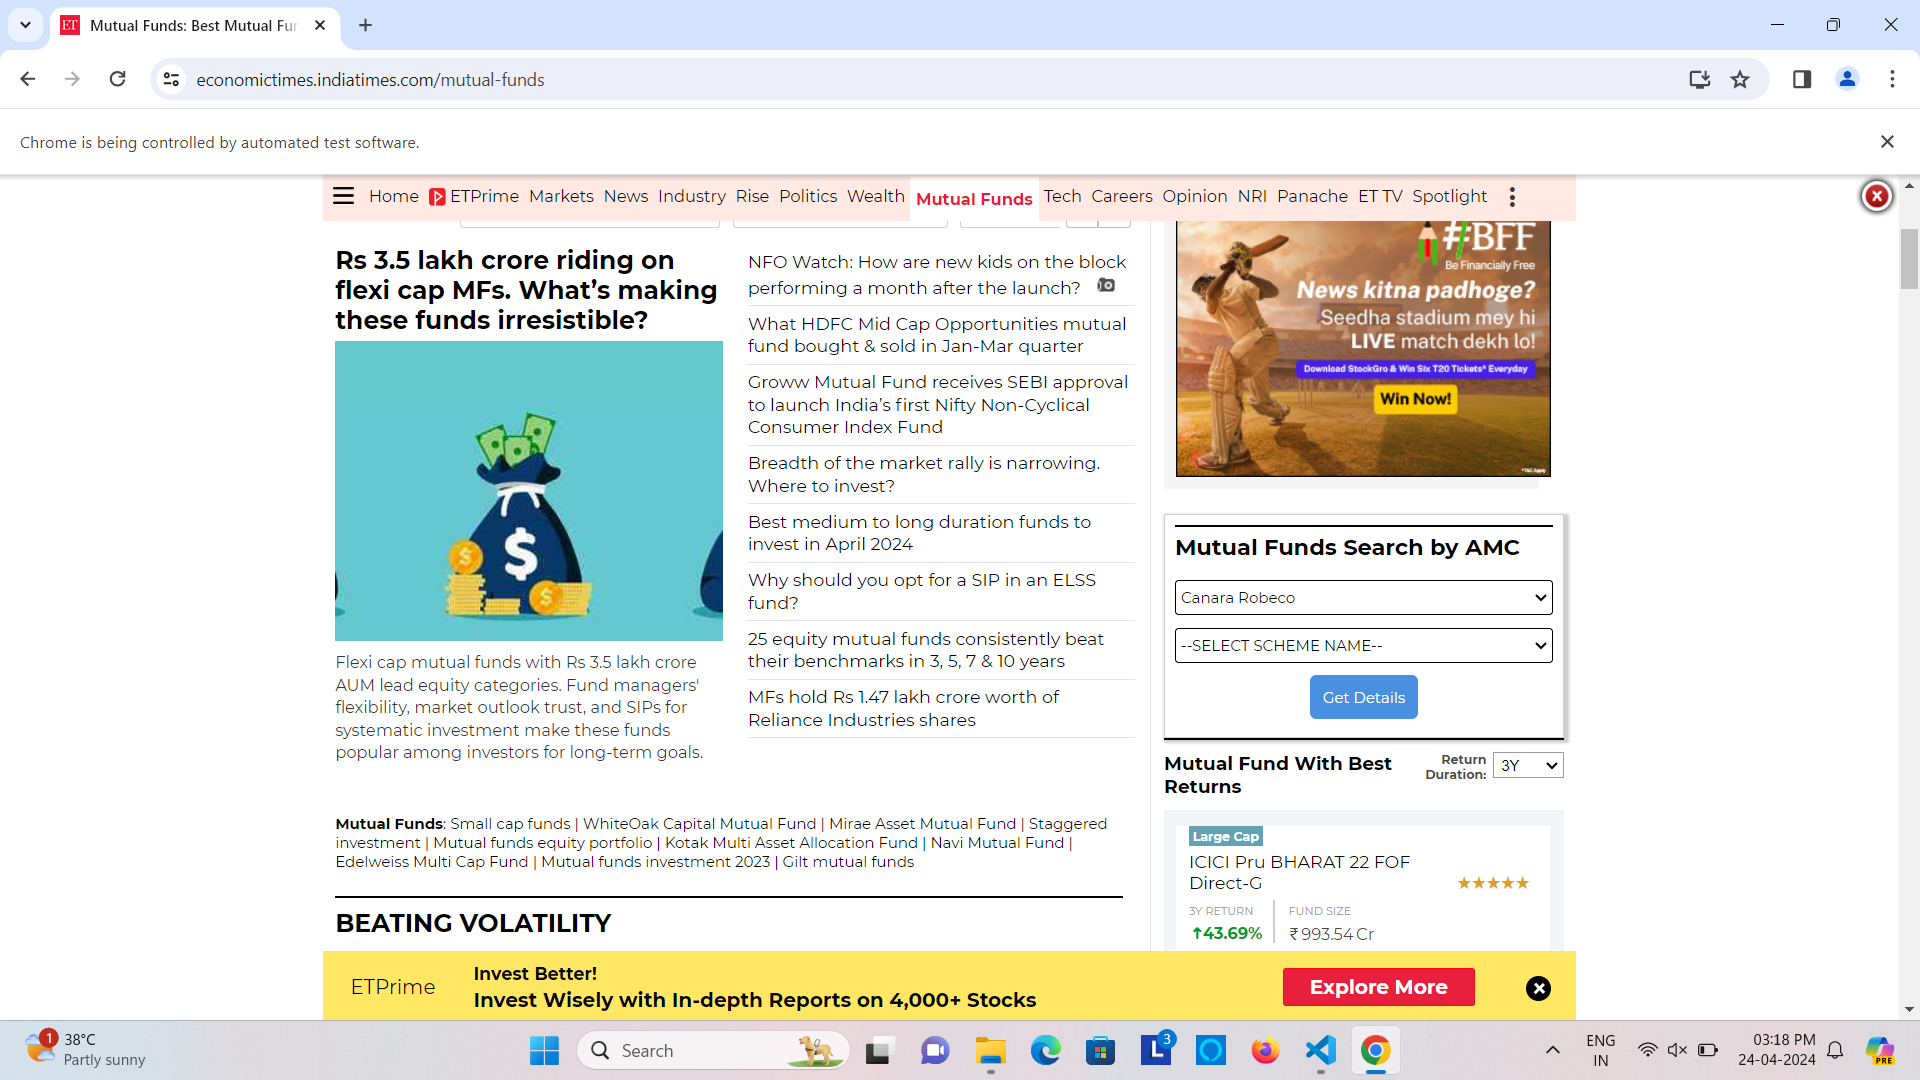 ET Mutual Funds: Best Mutual Fun
economictimes.indiatimes.com/mutual-funds
Chrome is being controlled by automated test software.
Home ETPrime Markets News Industry Rise Politics Wealth Mutual Funds Tech Careers Opinion NRI Panache ET TV Spotlight
Rs 3.5 lakh crore riding on
flexi cap MFs. What’s making
these funds irresistible?
$
Flexi cap mutual funds with Rs 3.5 lakh crore
AUM lead equity categories. Fund managers'
flexibility, market outlook trust, and SIPs for
systematic investment make these funds
popular among investors for long-term goals.
NFO Watch: How are new kids on the block
performing a month after the launch?
What HDFC Mid Cap Opportunities mutual
fund bought & sold in Jan-Mar quarter
Groww Mutual Fund receives SEBI approval
to launch India’s first Nifty Non-Cyclical
Consumer Index Fund
Breadth of the market rally is narrowing.
Where to invest?
Best medium to long duration funds to
invest in April 2024
Why should you opt for a SIP in an ELSS
fund?
25 equity mutual funds consistently beat
their benchmarks in 3, 5, 7 & 10 years
MFs hold Rs 1.47 lakh crore worth of
Reliance Industries shares
#BFF
Be Financially Free
News kitna padhoge?
Seedha stadium mey hi
LIVE match dekh lo!
Download StockGro & Win Six T20 Tickets* Everyday
Win Now!
*T&C Apply
Mutual Funds Search by AMC
Canara Robeco
--SELECT SCHEME NAME--
Get Details
Mutual Fund With Best
Returns
Return
Duration:
3Y
Large Cap
ICICI Pru BHARAT 22 FOF
Direct-G
3Y RETURN FUND SIZE
43.69% ₹ 993.54 Cr
Mutual Funds: Small cap funds | WhiteOak Capital Mutual Fund | Mirae Asset Mutual Fund | Staggered
investment | Mutual funds equity portfolio | Kotak Multi Asset Allocation Fund | Navi Mutual Fund |
Edelweiss Multi Cap Fund | Mutual funds investment 2023 | Gilt mutual funds
BEATING VOLATILITY
ETPrime
Invest Better!
Invest Wisely with In-depth Reports on 4,000+ Stocks
Explore More
1
38°C
Partly sunny
Search
L 3
ENG
IN
03:18 PM
24-04-2024
PRE